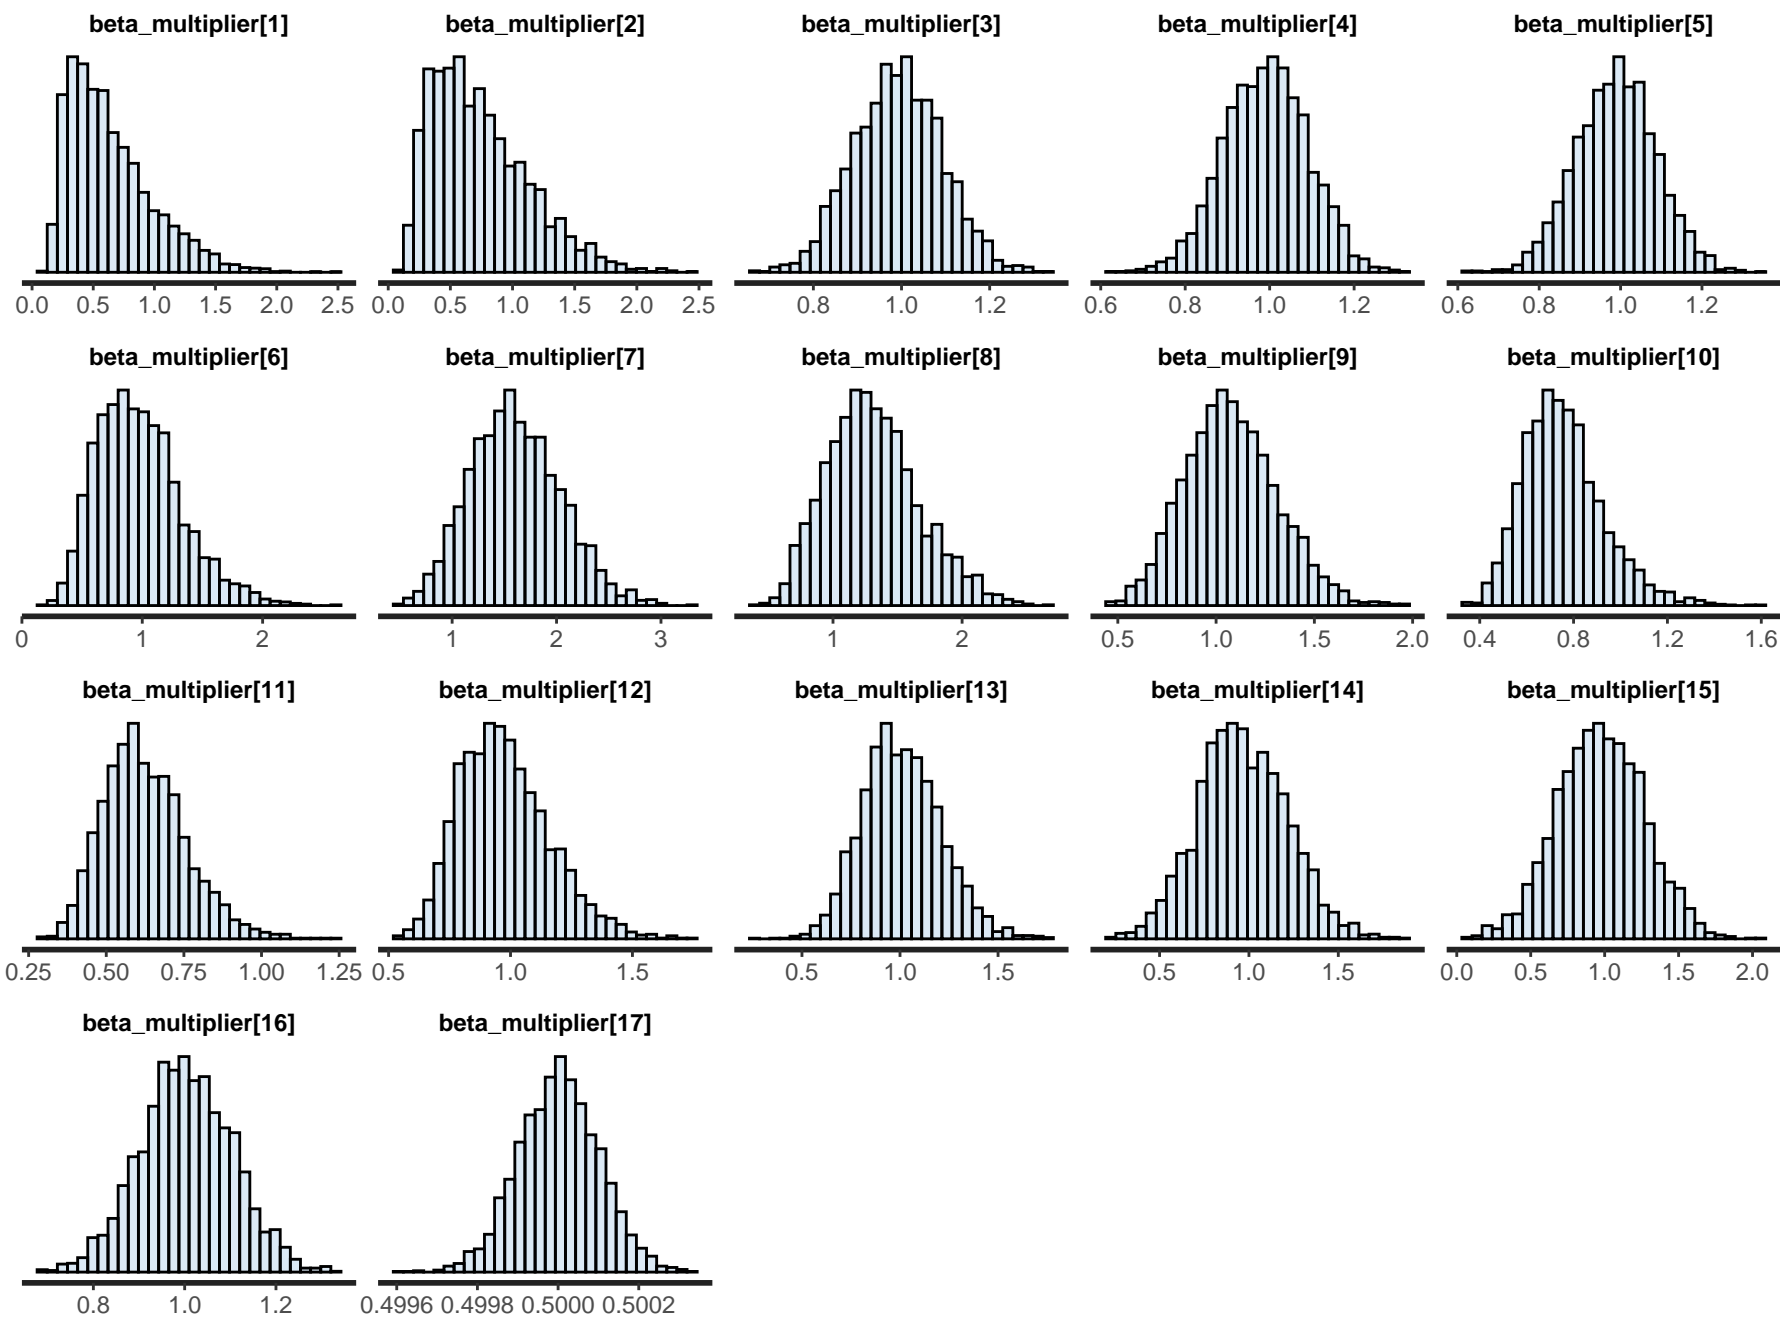 beta_multiplier[1] beta_multiplier[2] beta_multiplier[3] beta_multiplier[4] beta_multiplier[5]
0.0 0.5 1.0 1.5 2.0 2.5 0.0 0.5 1.0 1.5 2.0 2.5 0.8 1.0 1.2 0.6 0.8 1.0 1.2 0.6 0.8 1.0 1.2
beta_multiplier[6] beta_multiplier[7] beta_multiplier[8] beta_multiplier[9] beta_multiplier[10]
0 1 2 1 2 3 1 2 0.5 1.0 1.5 2.0 0.4 0.8 1.2 1.6
beta_multiplier[11] beta_multiplier[12] beta_multiplier[13] beta_multiplier[14] beta_multiplier[15]
0.25 0.50 0.75 1.00 1.25 0.5 1.0 1.5 0.5 1.0 1.5 0.5 1.0 1.5 0.0 0.5 1.0 1.5 2.0
beta_multiplier[16] beta_multiplier[17]
0.8 1.0 1.2 0.4996 0.4998 0.5000 0.5002